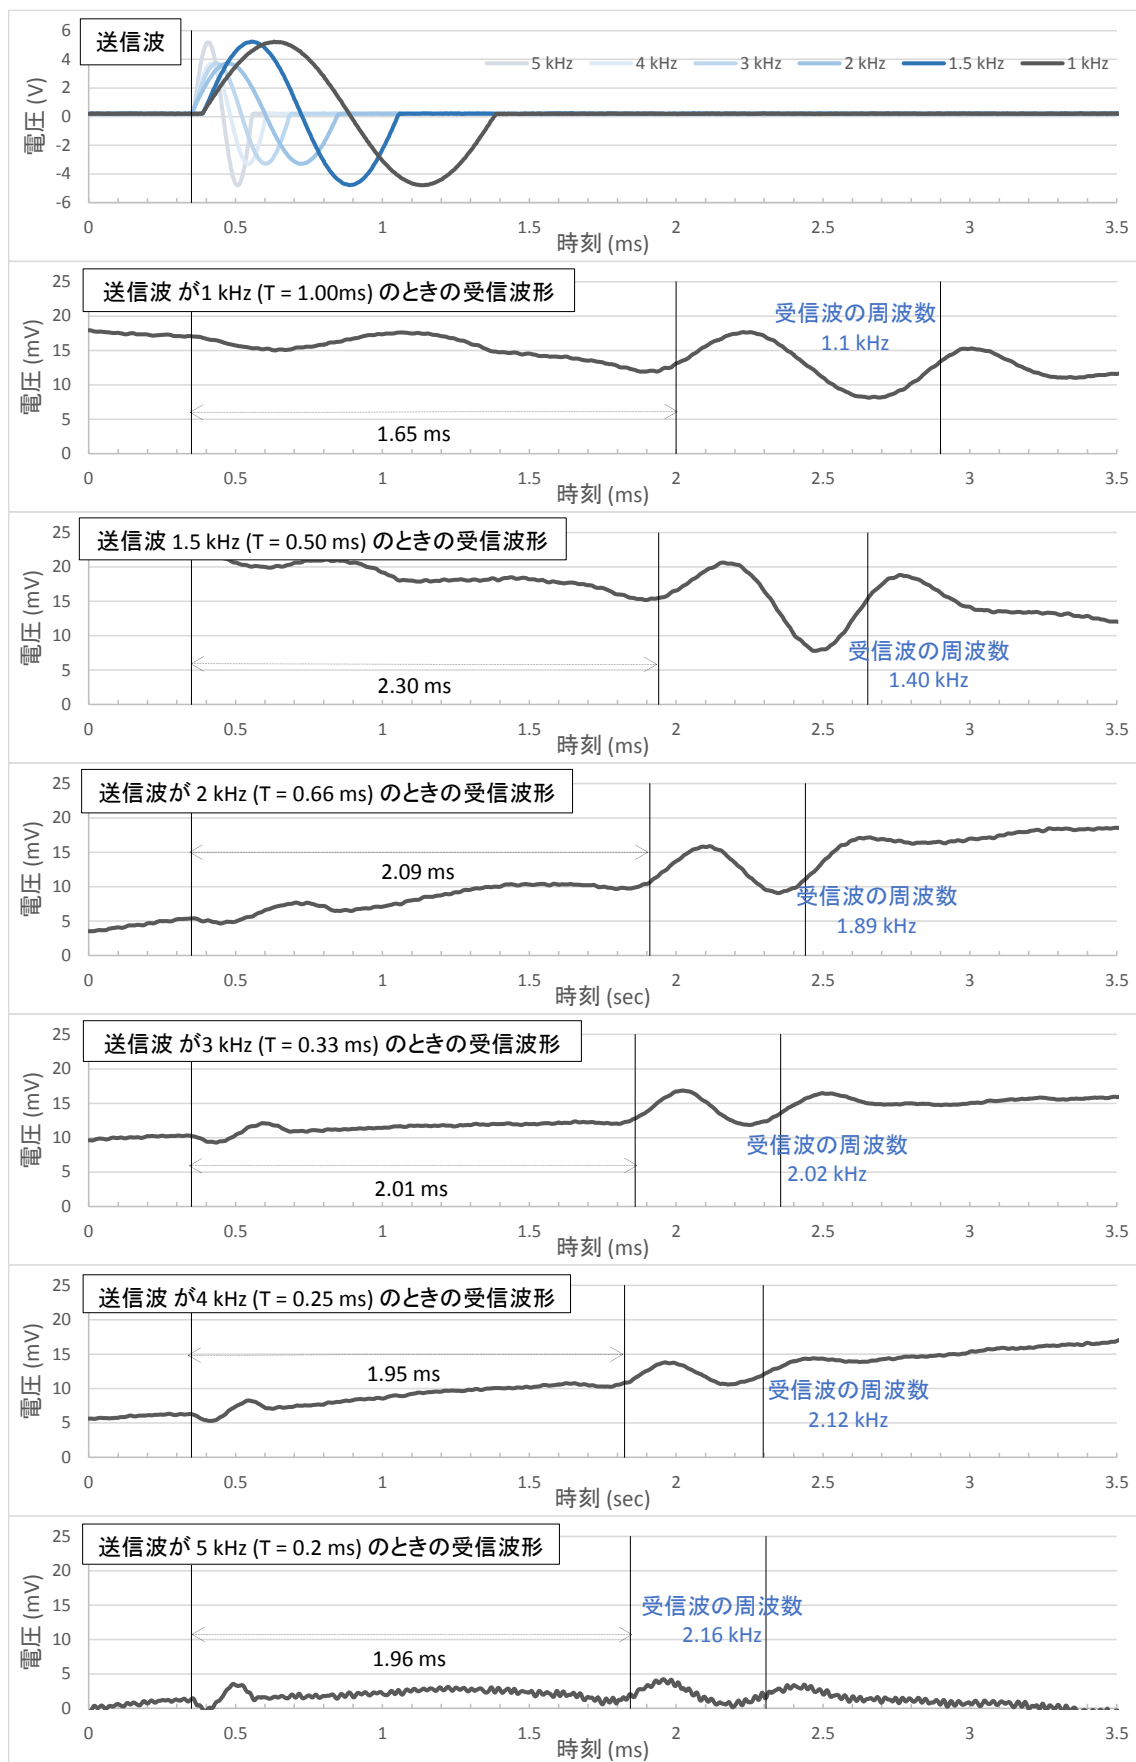 送信波
5 kHz 4 kHz 3 kHz 2 kHz 1.5 kHz 1 kHz
電圧 (V)
6
4
2
0
-2
-4
-6
0 0.5 1 1.5 2 2.5 3 3.5
時刻 (ms)
送信波 が1 kHz (T = 1.00ms) のときの受信波形
受信波の周波数
1.1 kHz
電圧 (mV)
25
20
15
10
5
0
1.65 ms
0 0.5 1 1.5 2 2.5 3 3.5
時刻 (ms)
送信波 1.5 kHz (T = 0.50 ms) のときの受信波形
電圧 (mV)
25
20
15
10
5
0
受信波の周波数
1.40 kHz
2.30 ms
0 0.5 1 1.5 2 2.5 3 3.5
時刻 (ms)
送信波が 2 kHz (T = 0.66 ms) のときの受信波形
電圧 (mV)
25
20
15
10
5
0
2.09 ms
受信波の周波数
1.89 kHz
0 0.5 1 1.5 2 2.5 3 3.5
時刻 (sec)
送信波 が3 kHz (T = 0.33 ms) のときの受信波形
電圧 (mV)
25
20
15
10
5
0
受信波の周波数
2.02 kHz
2.01 ms
0 0.5 1 1.5 2 2.5 3 3.5
時刻 (ms)
送信波 が4 kHz (T = 0.25 ms) のときの受信波形
電圧 (mV)
25
20
15
10
5
0
1.95 ms
受信波の周波数
2.12 kHz
0 0.5 1 1.5 2 2.5 3 3.5
時刻 (sec)
送信波が 5 kHz (T = 0.2 ms) のときの受信波形
電圧 (mV)
25
20
15
10
5
0
受信波の周波数
2.16 kHz
1.96 ms
0 0.5 1 1.5 2 2.5 3 3.5
時刻 (ms)